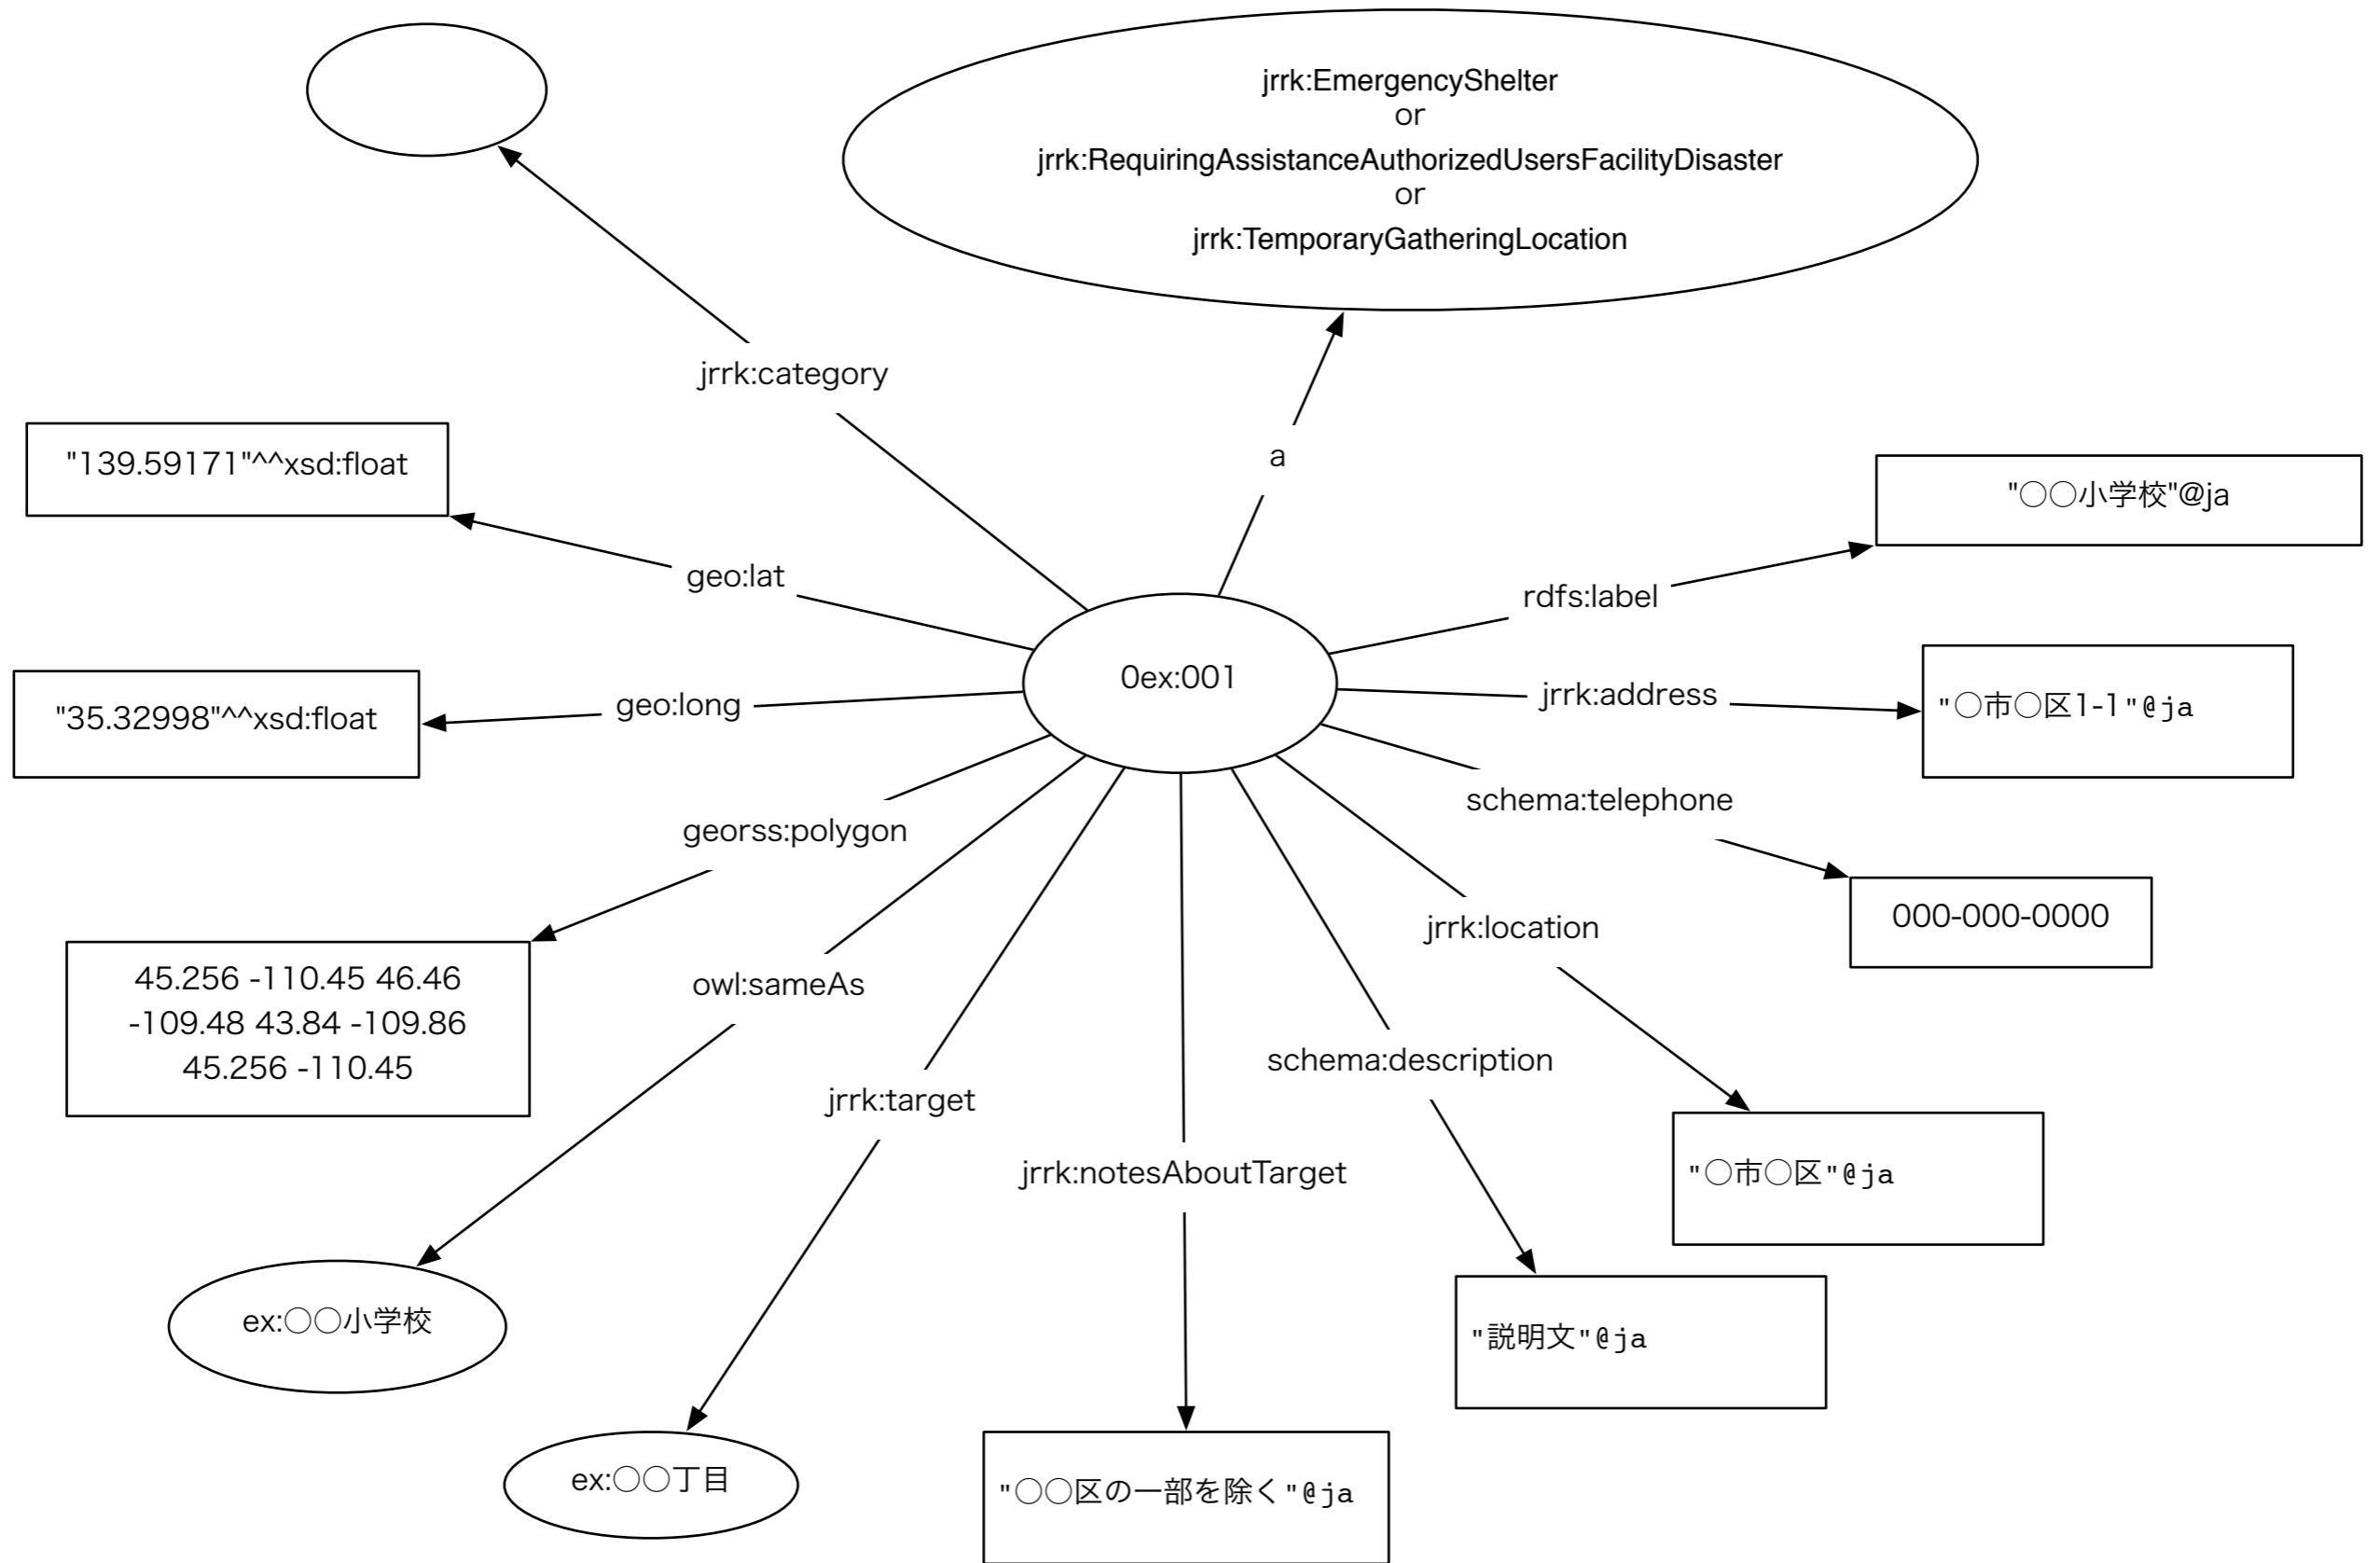 jrrk:EmergencyShelter
or
jrrk:RequiringAssistanceAuthorizedUsersFacilityDisaster
or
jrrk:TemporaryGatheringLocation
jrrk:category
"139.59171"^^xsd:float
a
"○○小学校"@ja
geo:lat
rdfs:label
0ex:001
"35.32998"^^xsd:float
geo:long
jrrk:address
"○市○区1-1"@ja
georss:polygon
schema:telephone
000-000-0000
jrrk:location
45.256 -110.45 46.46
-109.48 43.84 -109.86
45.256 -110.45
owl:sameAs
schema:description
jrrk:target
jrrk:notesAboutTarget
"○市○区"@ja
ex:○○小学校
"説明文"@ja
ex:○○丁目
"○○区の一部を除く"@ja